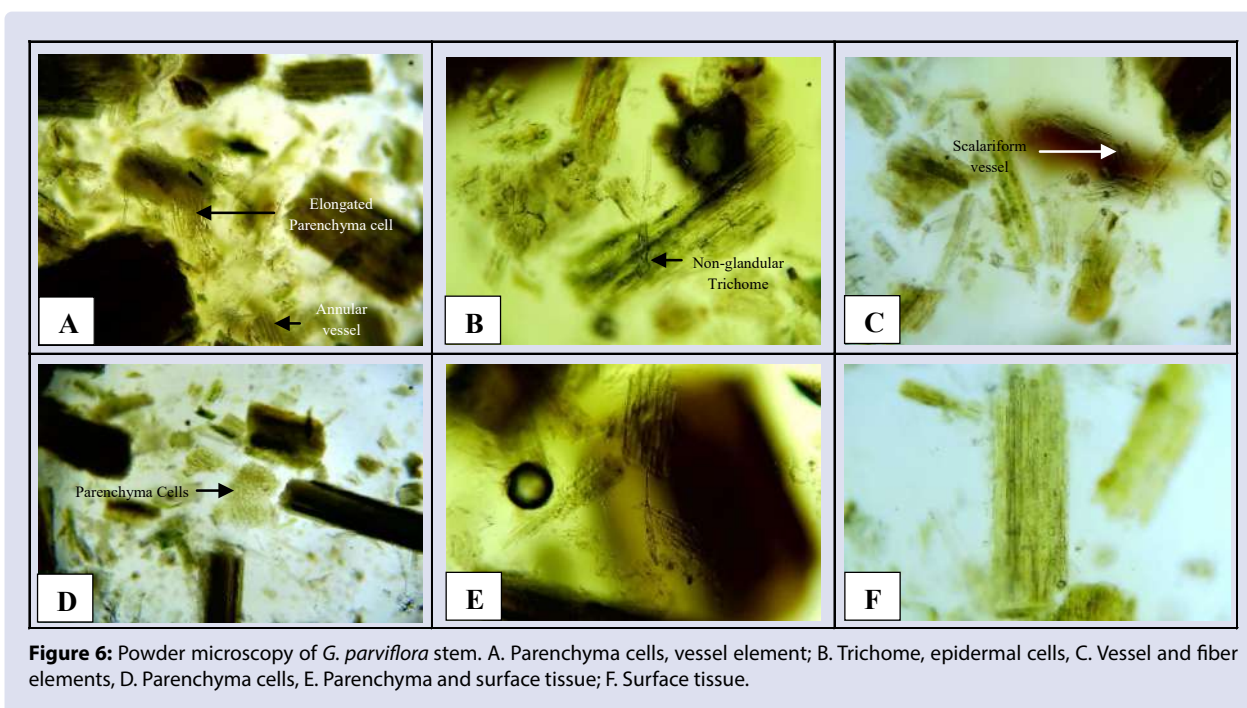 Elongated
Parenchyma cell
Annular
vessel
A
Non-glandular
Trichome
B
Scalariform
vessel
C
Parenchyma Cells
D
E
F
Figure 6: Powder microscopy of G. parviflora stem. A. Parenchyma cells, vessel element; B. Trichome, epidermal cells, C. Vessel and fiber
elements, D. Parenchyma cells, E. Parenchyma and surface tissue; F. Surface tissue.